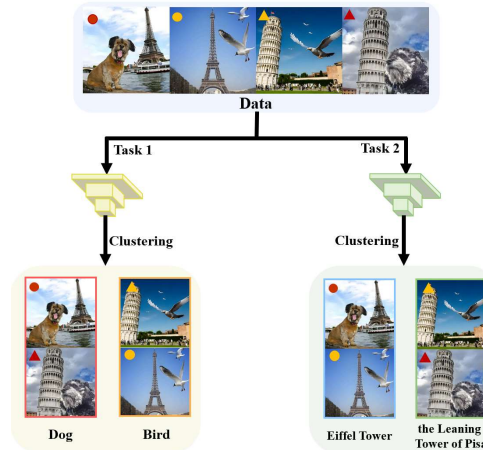 Data
Task 1
Task 2
Clustering
Clustering
Dog
Bird
Eiffel Tower
the Leaning
Tower of Pisa